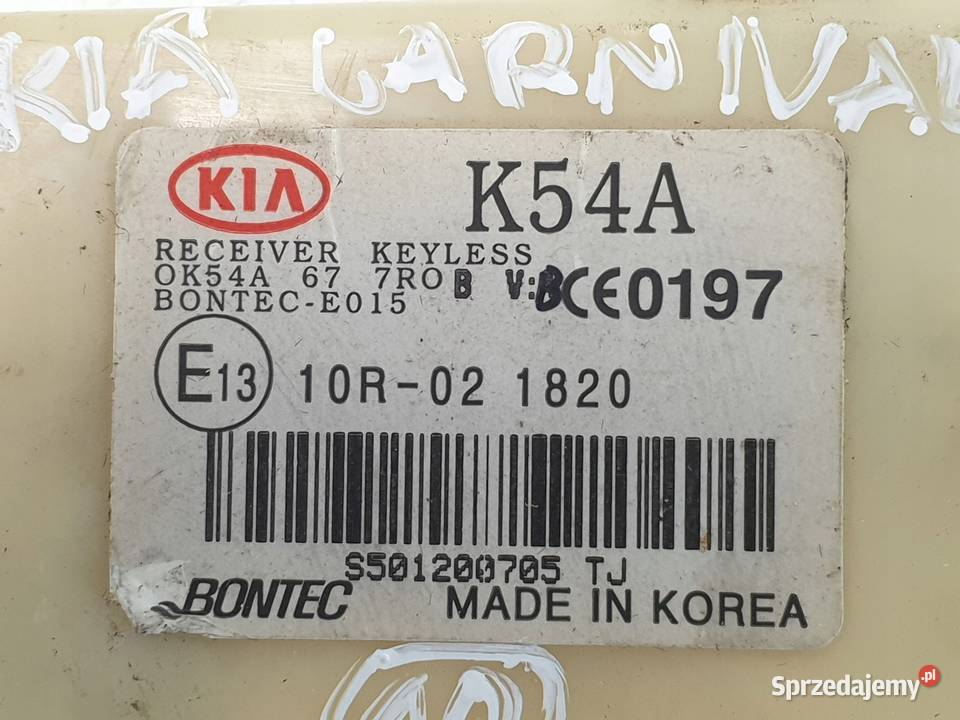 KIA CARNIVAL
KIA K54A
RECEIVER KEYLESS
OK54A 67 7RO B V:B CE0197
BONTEC-E015
E13 10R-02 1820
S501200705 TJ
BONTEC MADE IN KOREA
Sprzedajemy.pl